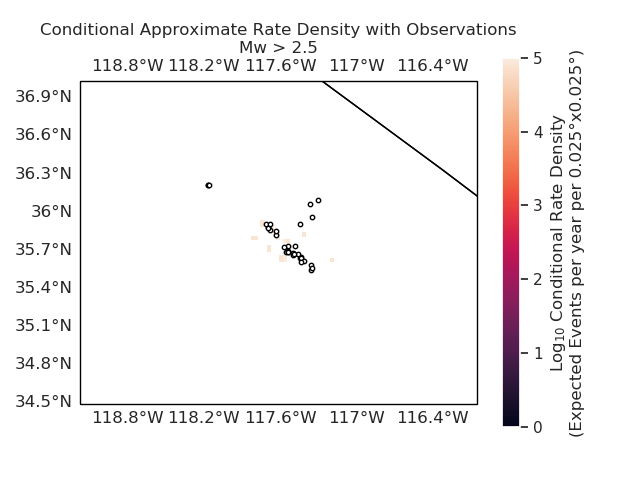 Conditional Approximate Rate Density with Observations
Mw > 2.5
118.8°W 118.2°W 117.6°W 117°W 116.4°W
36.9°N
36.6°N
36.3°N
36°N
35.7°N
35.4°N
35.1°N
34.8°N
34.5°N
118.8°W 118.2°W 117.6°W 117°W 116.4°W
5
4
3
2
1
0
Log₁₀ Conditional Rate Density
(Expected Events per year per 0.025°x0.025°)